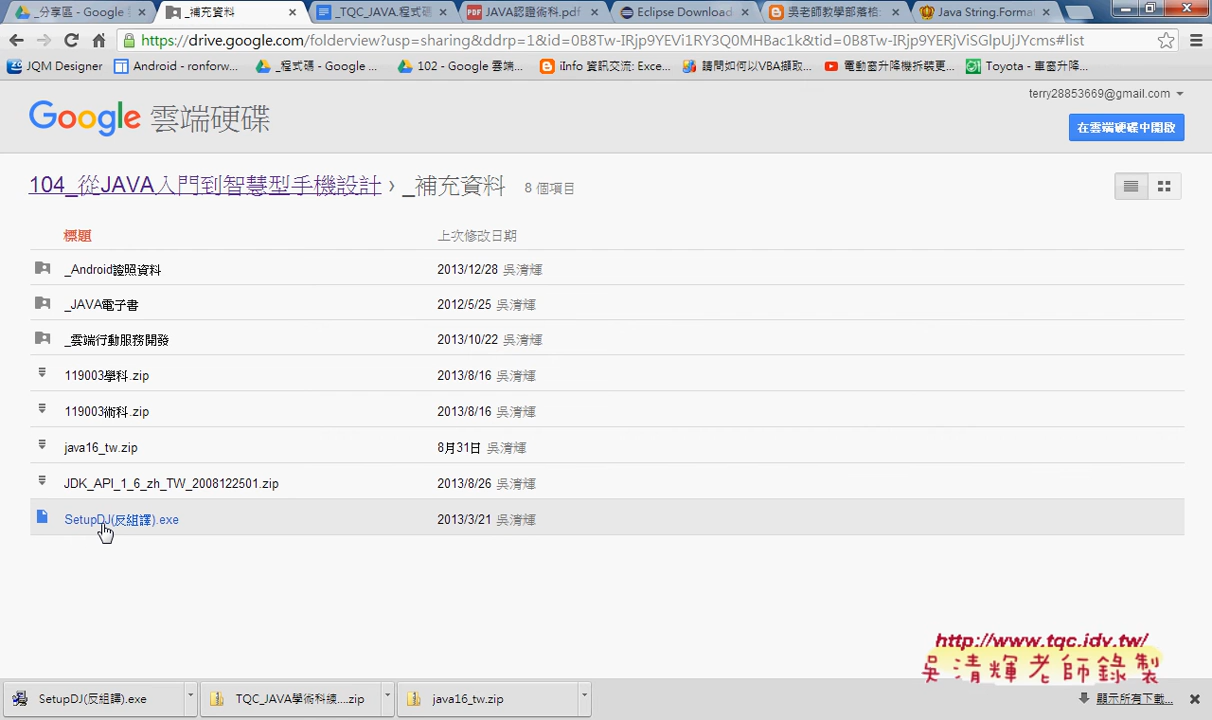 _分享區 - Google 雲
_補充資料
_TQC_JAVA.程式碼
JAVA認證術科.pdf
Eclipse Download
吳老師教學部落格
Java String.Forma
https://drive.google.com/folderview?usp=sharing&ddrp=1&id=0B8Tw-IRjp9YEVi1RY3Q0MHBac1k&tid=0B8Tw-IRjp9YERjViSGlpUjJYcms#list
JQM Designer
Android - ronforw...
_程式碼 - Google ...
102 - Google 雲端...
iInfo 資訊交流: Exce...
請問如何以VBA擷取...
電動窗升降機拆裝更...
Toyota - 車窗升降...
terry28853669@gmail.com
Google 雲端硬碟
在雲端硬碟中開啟
104_從JAVA入門到智慧型手機設計 › _補充資料 8 個項目
標題 上次修改日期
_Android證照資料 2013/12/28 吳清輝
_JAVA電子書 2012/5/25 吳清輝
_雲端行動服務開發 2013/10/22 吳清輝
119003學科.zip 2013/8/16 吳清輝
119003術科.zip 2013/8/16 吳清輝
java16_tw.zip 8月31日 吳清輝
JDK_API_1_6_zh_TW_2008122501.zip 2013/8/26 吳清輝
SetupDJ(反組譯).exe 2013/3/21 吳清輝
http://www.tqc.idv.tw/
吳清輝老師錄製
SetupDJ(反組譯).exe
TQC_JAVA學術科練....zip
java16_tw.zip
顯示所有下載...